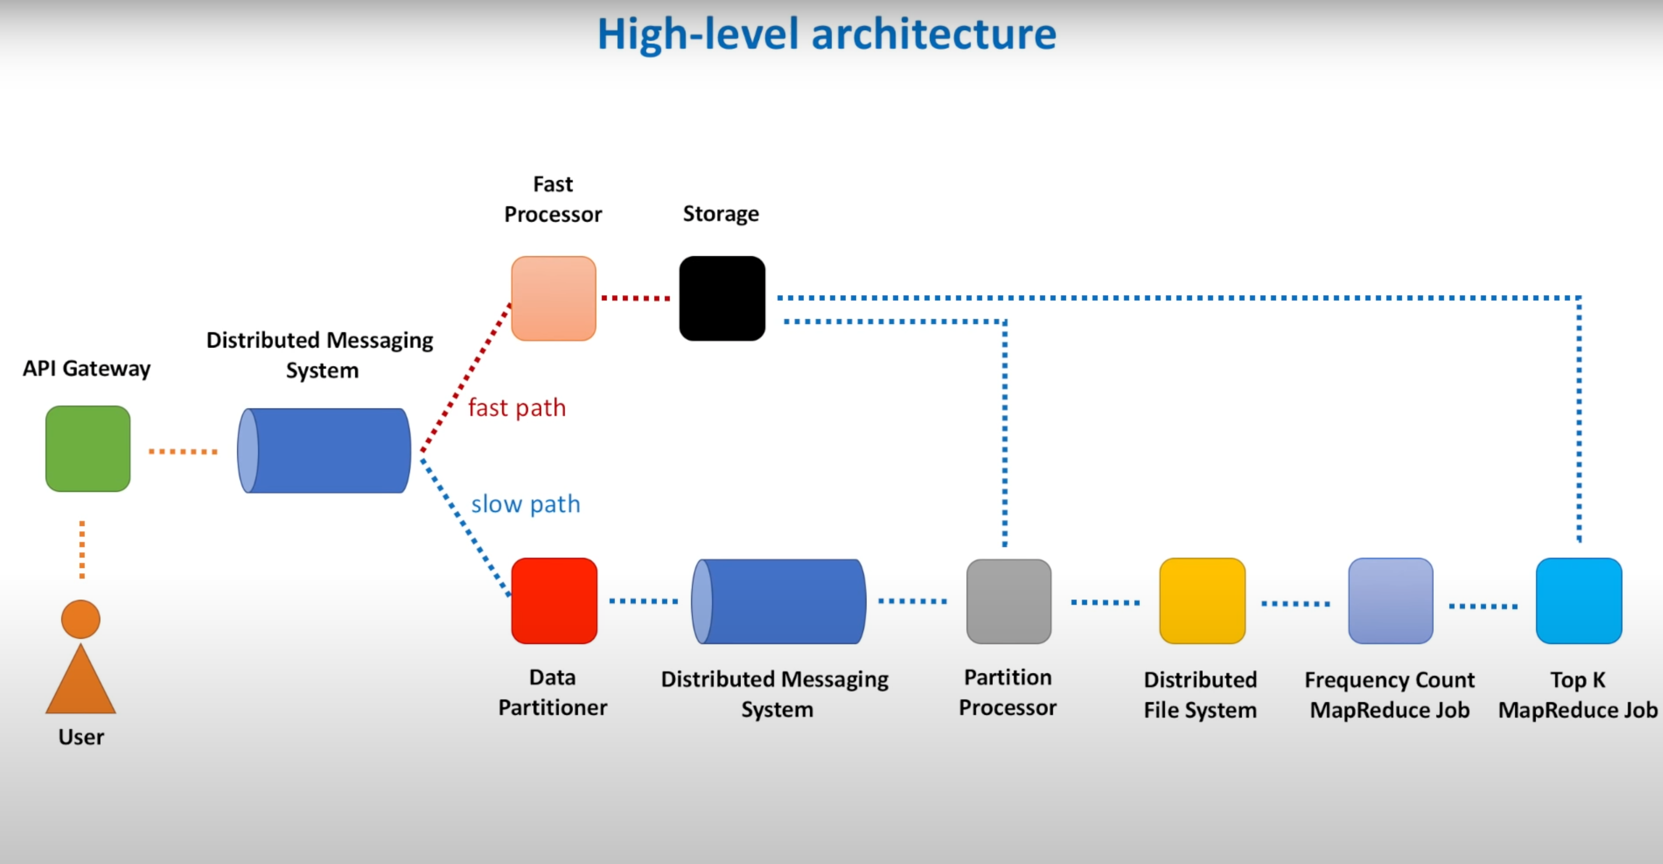 High-level architecture
Fast
Processor
Storage
Distributed Messaging
System
API Gateway
fast path
slow path
Data
Partitioner
Distributed Messaging
System
Partition
Processor
Distributed
File System
Frequency Count
MapReduce Job
Top K
MapReduce Job
User